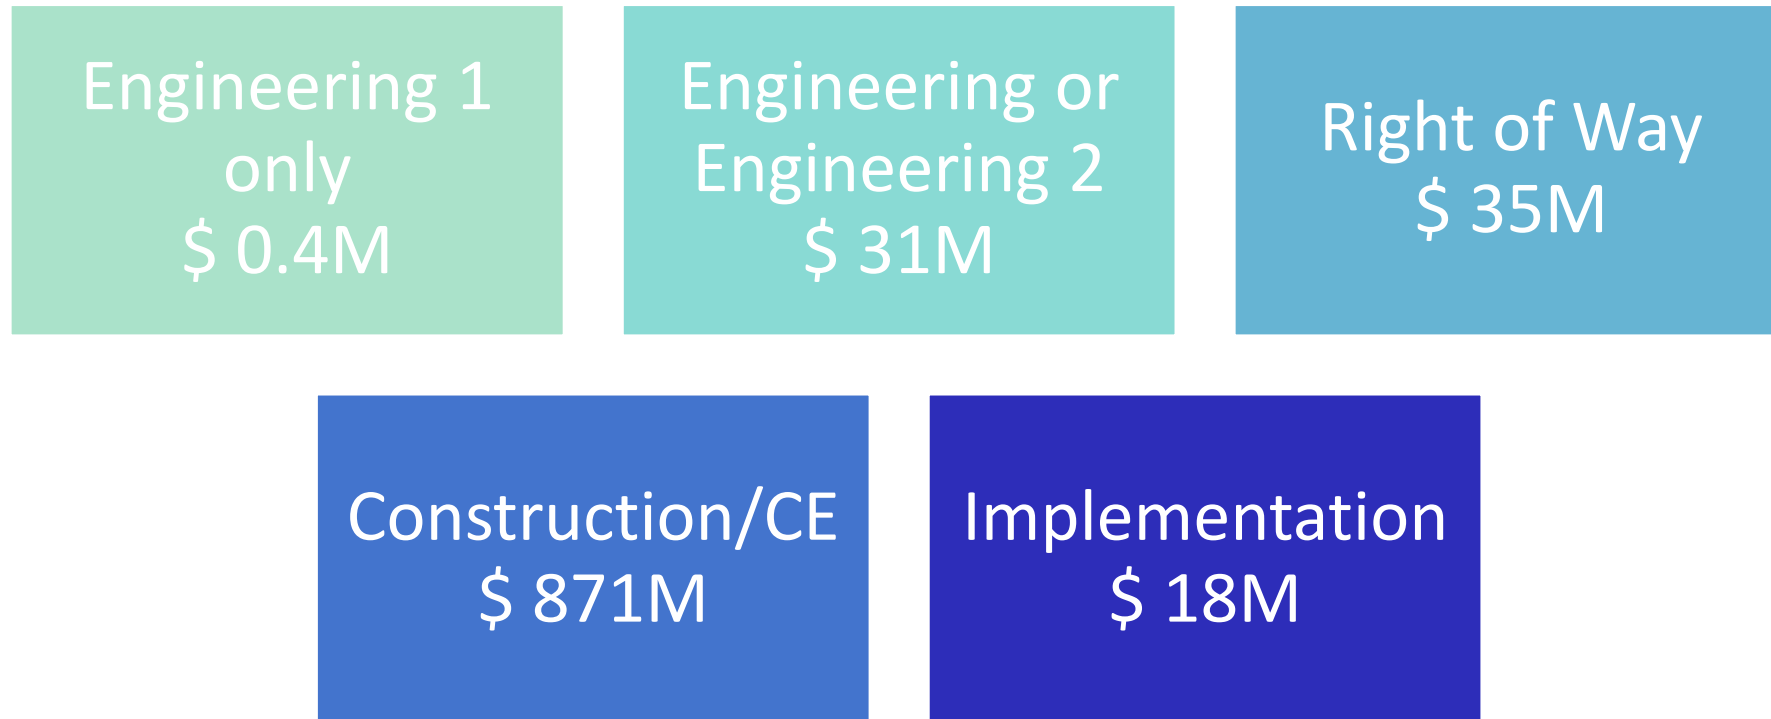 Engineering 1
only
$ 0.4M
Engineering or
Engineering 2
$ 31M
Right of Way
$ 35M
Construction/CE
$ 871M
Implementation
$ 18M